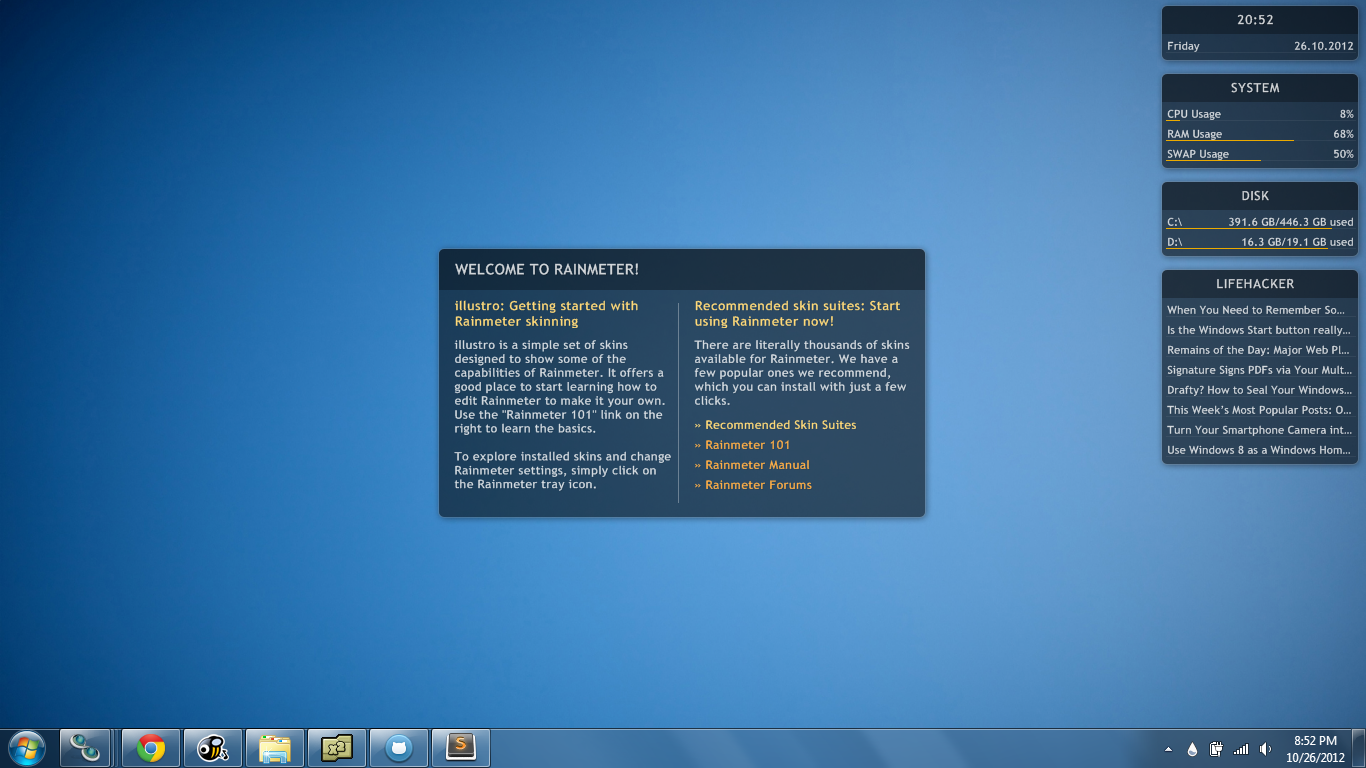 WELCOME TO RAINMETER!
illustro: Getting started with
Rainmeter skinning
illustro is a simple set of skins
designed to show some of the
capabilities of Rainmeter. It offers a
good place to start learning how to
edit Rainmeter to make it your own.
Use the "Rainmeter 101" link on the
right to learn the basics.
To explore installed skins and change
Rainmeter settings, simply click on
the Rainmeter tray icon.
Recommended skin suites: Start
using Rainmeter now!
There are literally thousands of skins
available for Rainmeter. We have a
few popular ones we recommend,
which you can install with just a few
clicks.
» Recommended Skin Suites
» Rainmeter 101
» Rainmeter Manual
» Rainmeter Forums
20:52
Friday 26.10.2012
SYSTEM
CPU Usage 8%
RAM Usage 68%
SWAP Usage 50%
DISK
C:\ 391.6 GB/446.3 GB used
D:\ 16.3 GB/19.1 GB used
LIFEHACKER
When You Need to Remember So...
Is the Windows Start button really...
Remains of the Day: Major Web Pl...
Signature Signs PDFs via Your Mult...
Drafty? How to Seal Your Windows...
This Week's Most Popular Posts: O...
Turn Your Smartphone Camera int...
Use Windows 8 as a Windows Hom...
S
8:52 PM
10/26/2012